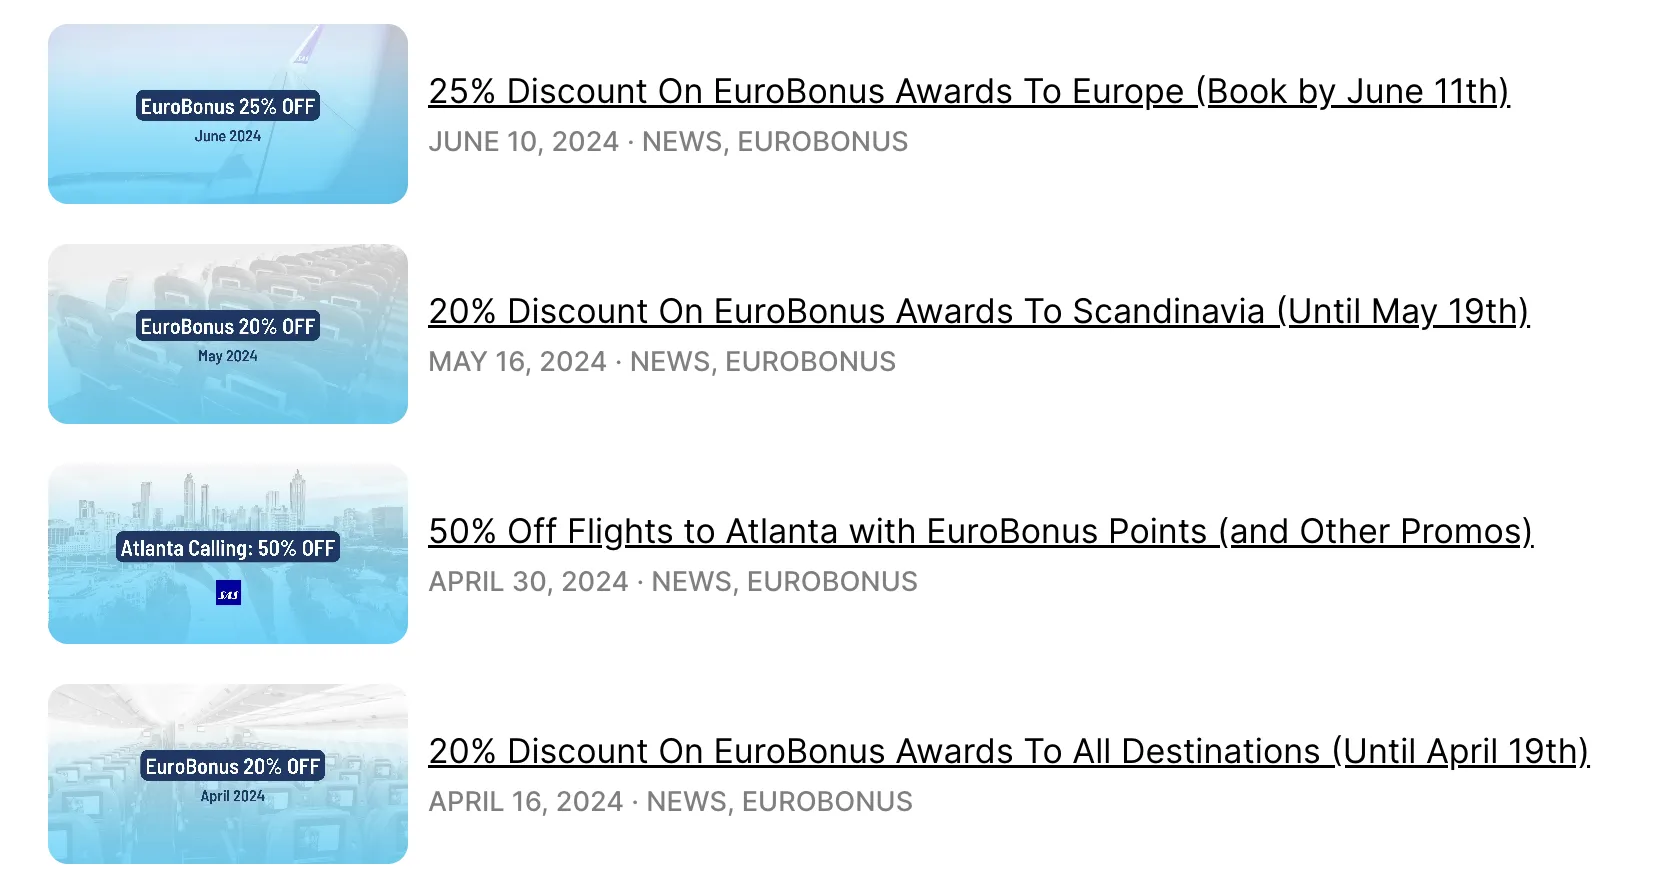 EuroBonus 25% OFF
June 2024
25% Discount On EuroBonus Awards To Europe (Book by June 11th)
JUNE 10, 2024 · NEWS, EUROBONUS
EuroBonus 20% OFF
May 2024
20% Discount On EuroBonus Awards To Scandinavia (Until May 19th)
MAY 16, 2024 · NEWS, EUROBONUS
Atlanta Calling: 50% OFF
SAS
50% Off Flights to Atlanta with EuroBonus Points (and Other Promos)
APRIL 30, 2024 · NEWS, EUROBONUS
EuroBonus 20% OFF
April 2024
20% Discount On EuroBonus Awards To All Destinations (Until April 19th)
APRIL 16, 2024 · NEWS, EUROBONUS